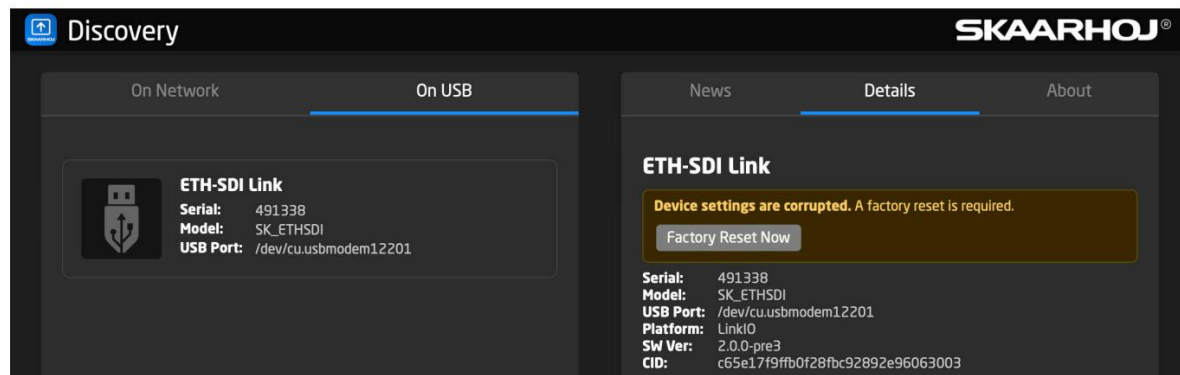 Discovery
SKAARHOJ®
On Network
On USB
ETH-SDI Link
Serial: 491338
Model: SK_ETHSDI
USB Port: /dev/cu.usbmodem12201
News
Details
About
ETH-SDI Link
Device settings are corrupted. A factory reset is required.
Factory Reset Now
Serial: 491338
Model: SK_ETHSDI
USB Port: /dev/cu.usbmodem12201
Platform: LinkIO
SW Ver: 2.0.0-pre3
CID: c65e17f9ffb0f28fbc92892e96063003